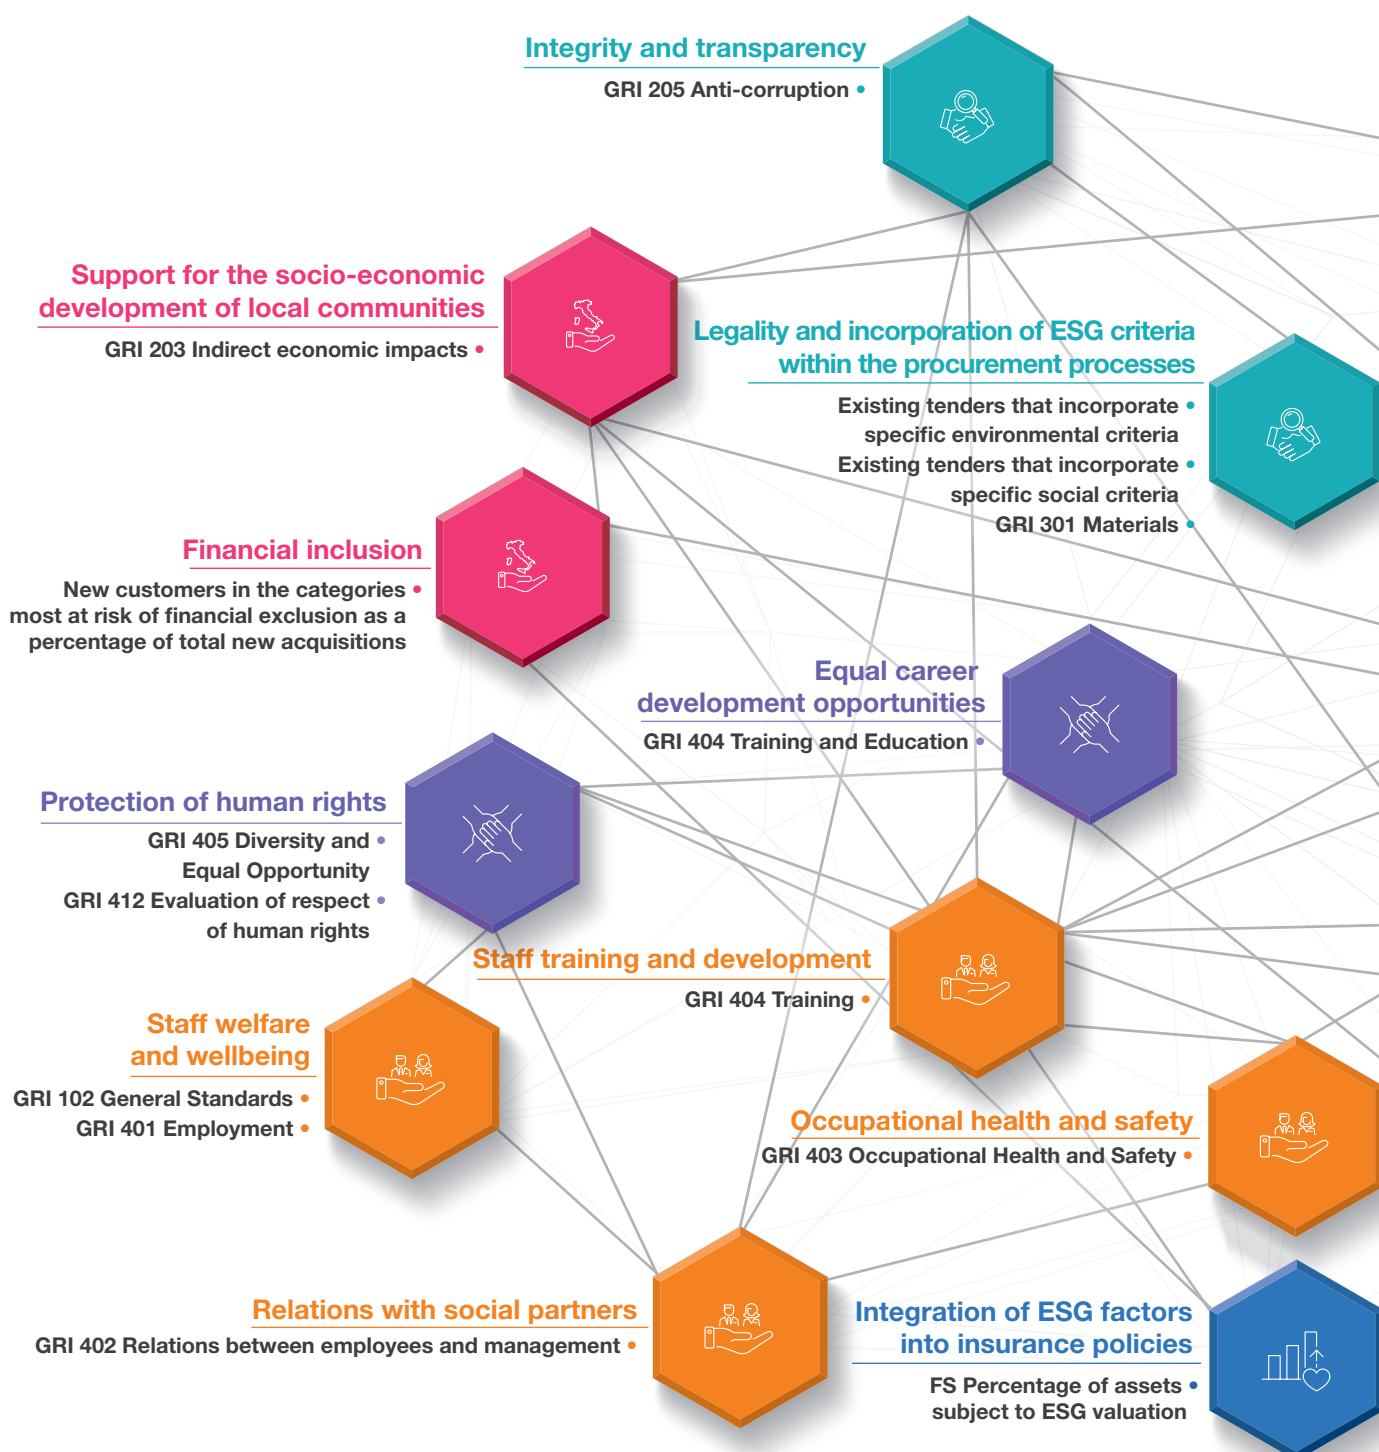 Integrity and transparency
GRI 205 Anti-corruption •
Support for the socio-economic
development of local communities
GRI 203 Indirect economic impacts •
Legality and incorporation of ESG criteria
within the procurement processes
Existing tenders that incorporate •
specific environmental criteria
Existing tenders that incorporate •
specific social criteria
GRI 301 Materials •
Financial inclusion
New customers in the categories •
most at risk of financial exclusion as a
percentage of total new acquisitions
Equal career
development opportunities
GRI 404 Training and Education •
Protection of human rights
GRI 405 Diversity and •
Equal Opportunity
GRI 412 Evaluation of respect •
of human rights
Staff training and development
GRI 404 Training •
Staff welfare
and wellbeing
GRI 102 General Standards •
GRI 401 Employment •
Occupational health and safety
GRI 403 Occupational Health and Safety •
Relations with social partners
GRI 402 Relations between employees and management •
Integration of ESG factors
into insurance policies
FS Percentage of assets •
subject to ESG valuation